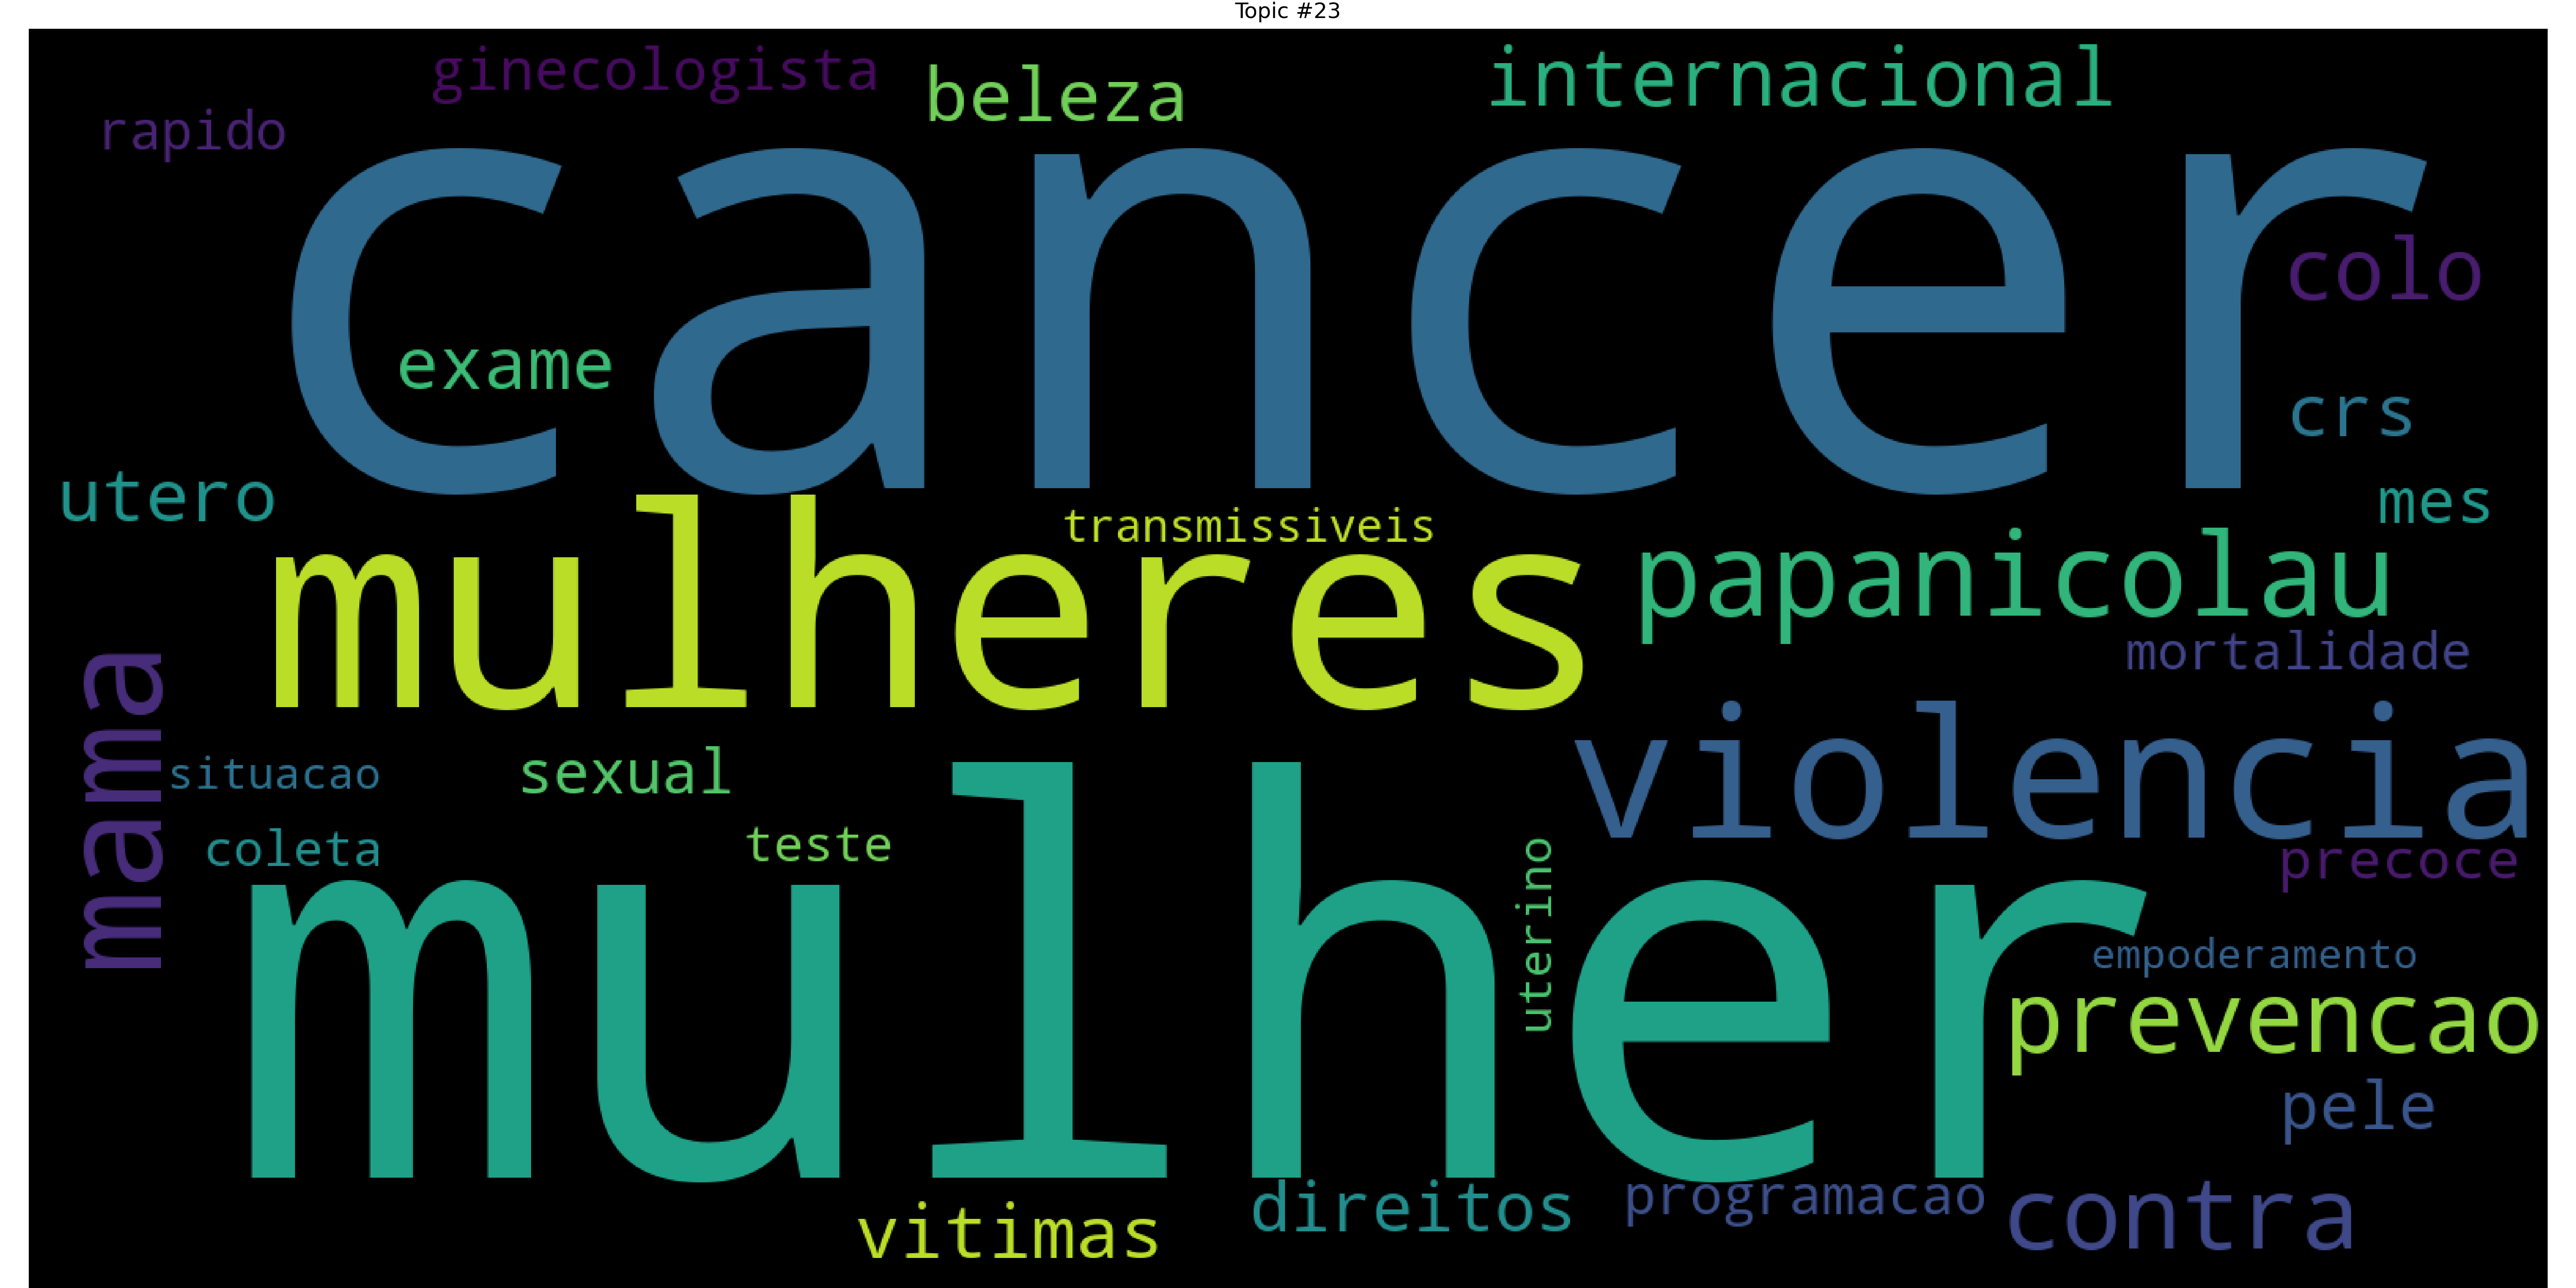 Topic #23
ginecologista
beleza
internacional
rapido
cancer
colo
exame
crs
utero
mes
transmissiveis
mulheres
papanicolau
mortalidade
mama
violencia
situacao
sexual
coleta
teste
precoce
mulher
uterino
empoderamento
prevencao
pele
vitimas
direitos
programacao
contra